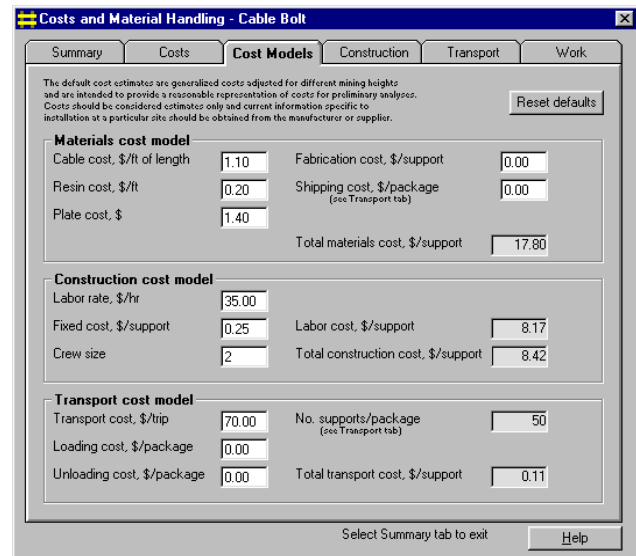 Costs and Material Handling - Cable Bolt
Summary Costs Cost Models Construction Transport Work
The default cost estimates are generalized costs adjusted for different mining heights
and are intended to provide a reasonable representation of costs for preliminary analyses.
Costs should be considered estimates only and current information specific to
installation at a particular site should be obtained from the manufacturer or supplier.
Reset defaults
Materials cost model
Cable cost, $/ft of length 1.10 Fabrication cost, $/support 0.00
Resin cost, $/ft 0.20 Shipping cost, $/package 0.00
(see Transport tab)
Plate cost, $ 1.40
Total materials cost, $/support 17.80
Construction cost model
Labor rate, $/hr 35.00
Fixed cost, $/support 0.25 Labor cost, $/support 8.17
Crew size 2 Total construction cost, $/support 8.42
Transport cost model
Transport cost, $/trip 70.00 No. supports/package 50
(see Transport tab)
Loading cost, $/package 0.00
Unloading cost, $/package 0.00 Total transport cost, $/support 0.11
Select Summary tab to exit Help